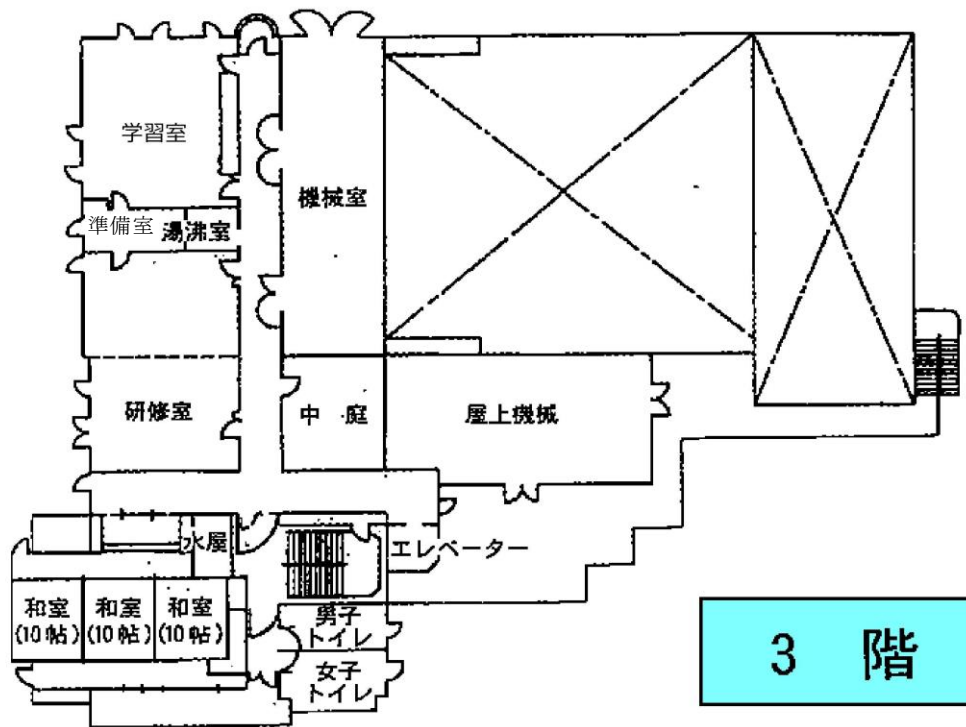 学習室
機械室
準備室
湯沸室
研修室
中 庭
屋上機械
水屋
エレベーター
和室
(10帖)
和室
(10帖)
和室
(10帖)
男子
トイレ
女子
トイレ
3 階